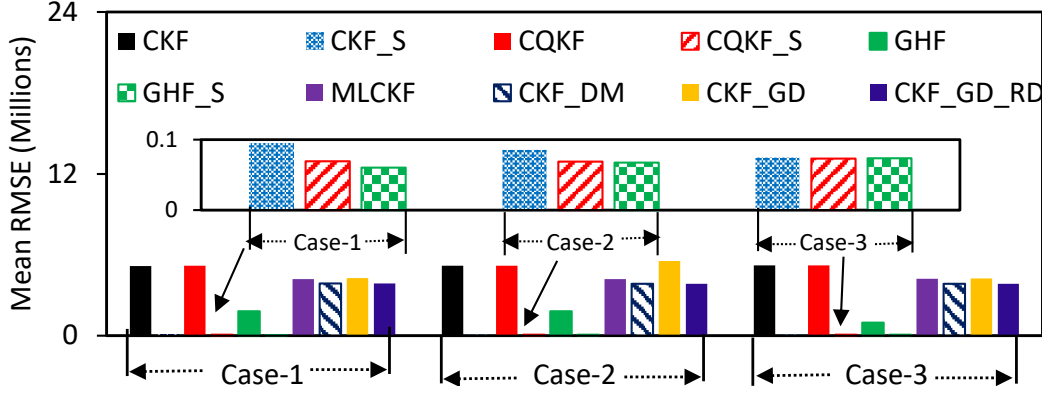 Mean RMSE (Millions)
24
12
0
CKF CKF_S CQKF CQKF_S GHF
GHF_S MLCKF CKF_DM CKF_GD CKF_GD_RD
0.1
0
Case-1 Case-2 Case-3
Case-1 Case-2 Case-3